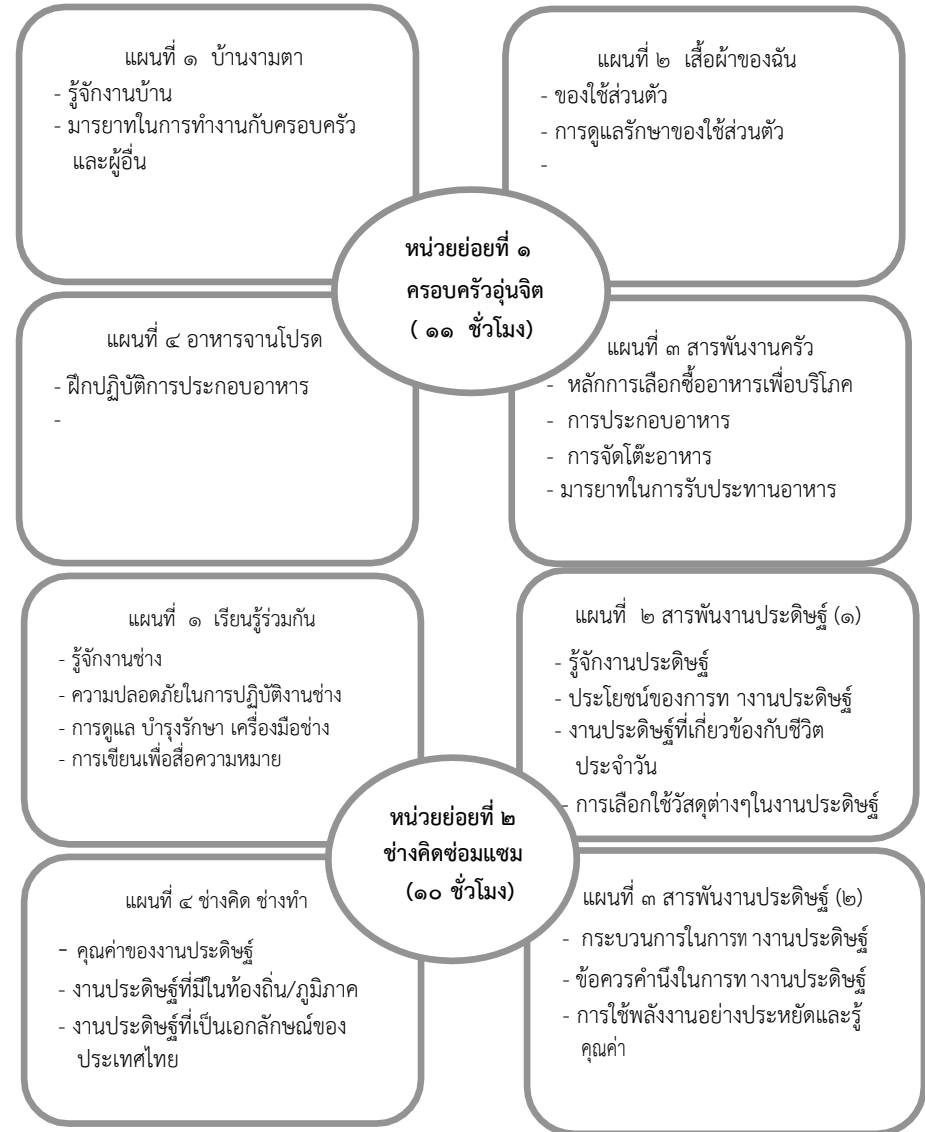 แผนที่ ๑ บ้านงามตา
- รู้จักงานบ้าน
- มารยาทในการทำงานกับครอบครัว
และผู้อื่น
แผนที่ ๒ เสื้อผ้าของฉัน
- ของใช้ส่วนตัว
- การดูแลรักษาของใช้ส่วนตัว
-
หน่วยย่อยที่ ๑
ครอบครัวอุ่นจิต
( ๑๑ ชั่วโมง)
แผนที่ ๔ อาหารจานโปรด
- ฝึกปฏิบัติการประกอบอาหาร
-
แผนที่ ๓ สารพันงานครัว
- หลักการเลือกซื้ออาหารเพื่อบริโภค
- การประกอบอาหาร
- การจัดโต๊ะอาหาร
- มารยาทในการรับประทานอาหาร
แผนที่ ๑ เรียนรู้ร่วมกัน
- รู้จักงานช่าง
- ความปลอดภัยในการปฏิบัติงานช่าง
- การดูแล บำรุงรักษา เครื่องมือช่าง
- การเขียนเพื่อสื่อความหมาย
แผนที่ ๒ สารพันงานประดิษฐ์ (๑)
- รู้จักงานประดิษฐ์
- ประโยชน์ของการท างานประดิษฐ์
- งานประดิษฐ์ที่เกี่ยวข้องกับชีวิต
ประจำวัน
- การเลือกใช้วัสดุต่างๆในงานประดิษฐ์
หน่วยย่อยที่ ๒
ช่างคิดซ่อมแซม
(๑๐ ชั่วโมง)
แผนที่ ๔ ช่างคิด ช่างทำ
- คุณค่าของงานประดิษฐ์
- งานประดิษฐ์ที่มีในท้องถิ่น/ภูมิภาค
- งานประดิษฐ์ที่เป็นเอกลักษณ์ของ
ประเทศไทย
แผนที่ ๓ สารพันงานประดิษฐ์ (๒)
- กระบวนการในการท างานประดิษฐ์
- ข้อควรคำนึงในการท างานประดิษฐ์
- การใช้พลังงานอย่างประหยัดและรู้
คุณค่า